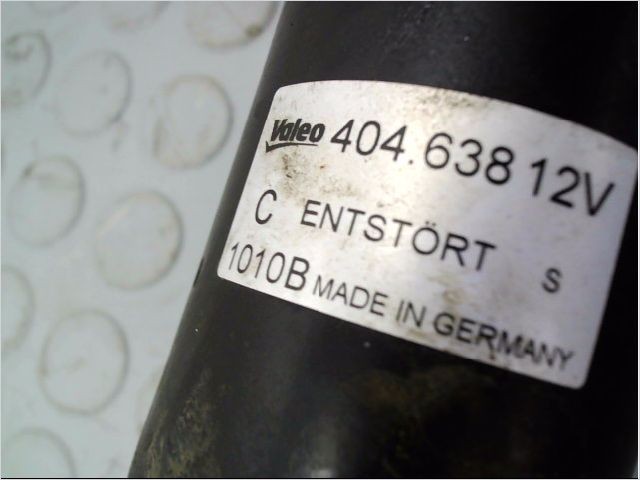 Valeo 404.638 12V
C ENTSTÖRT S
1010B MADE IN GERMANY